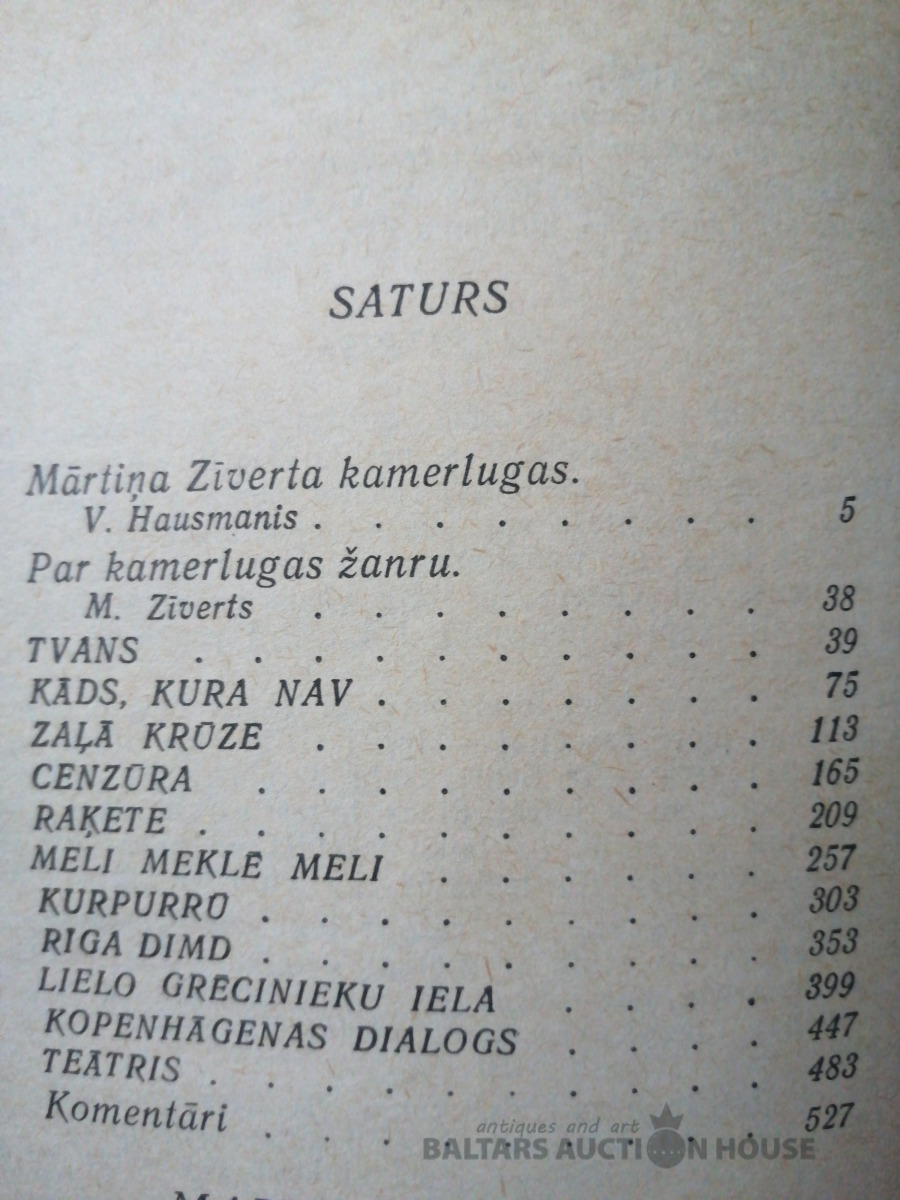 SATURS
Mārtiņa Zīverta kamerlugas.
V. Hausmanis . . . . . . . . 5
Par kamerlugas žanru.
M. Zīverts . . . . . . . . 38
TVANS . . . . . . . . . . 39
KĀDS, KURA NAV . . . . . . . 75
ZAĻĀ KRŪZE . . . . . . . . 113
CENZŪRA . . . . . . . . . 165
RAĶETE . . . . . . . . . . 209
MELI MEKLĒ MELI . . . . . . 257
KURPURRŪ . . . . . . . . . 303
RĪGA DIMD . . . . . . . . . 353
LIELO GRĒCINIEKU IELA . . . . 399
KOPENHĀGENAS DIALOGS . . . . 447
TEĀTRIS . . . . . . . . . . 483
Komentāri . . . . . . . . . 527
antiques and art
BALTARS AUCTION HOUSE